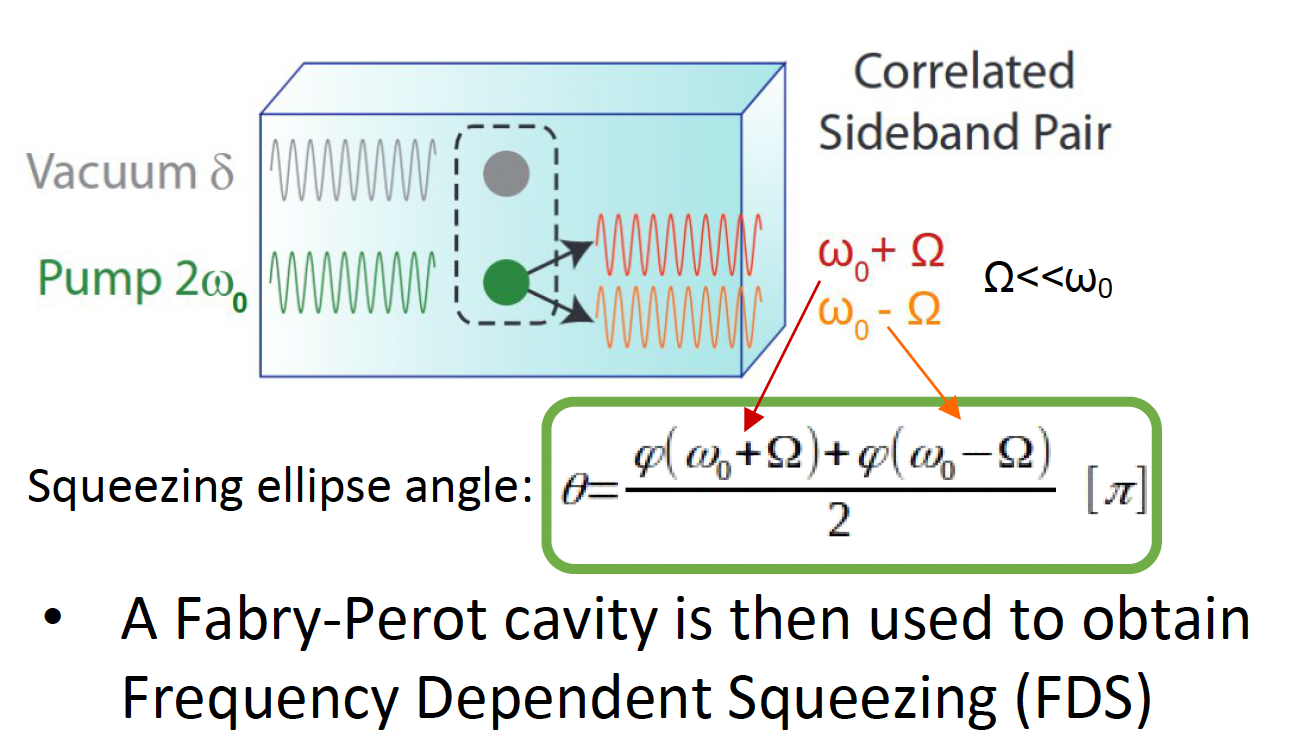 Correlated
Sideband Pair
Vacuum δ
Pump 2ω₀
ω₀+ Ω
ω₀- Ω
Ω<<ω₀
Squeezing ellipse angle: θ= φ(ω₀+Ω)+φ(ω₀−Ω) / 2 [π]
• A Fabry-Perot cavity is then used to obtain
Frequency Dependent Squeezing (FDS)